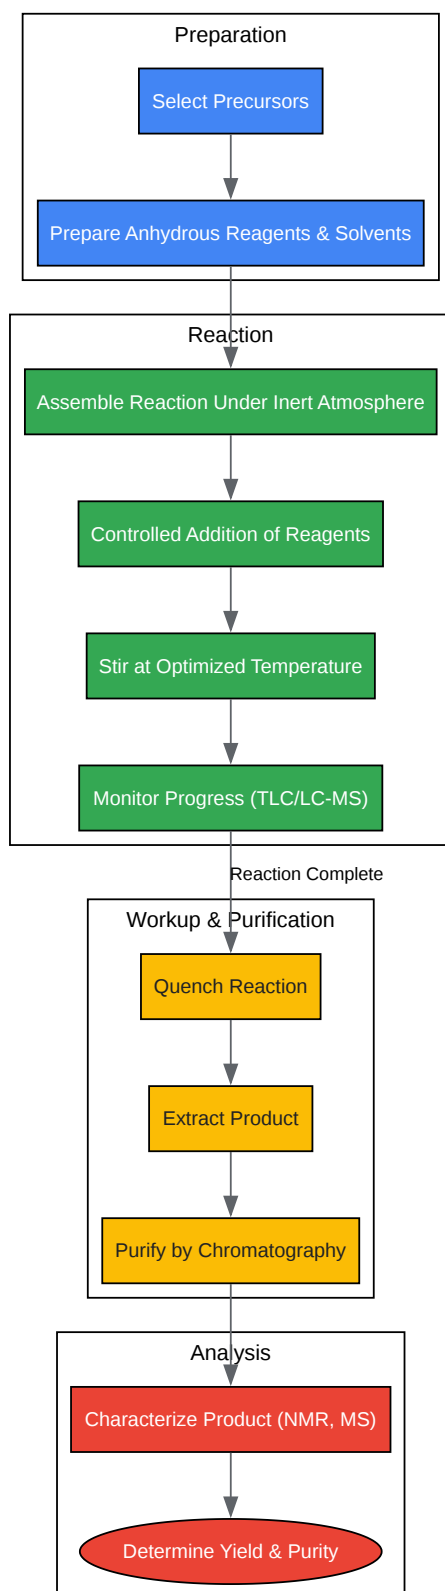 Preparation
Select Precursors
Prepare Anhydrous Reagents & Solvents
Reaction
Assemble Reaction Under Inert Atmosphere
Controlled Addition of Reagents
Stir at Optimized Temperature
Monitor Progress (TLC/LC-MS)
Reaction Complete
Workup & Purification
Quench Reaction
Extract Product
Purify by Chromatography
Analysis
Characterize Product (NMR, MS)
Determine Yield & Purity